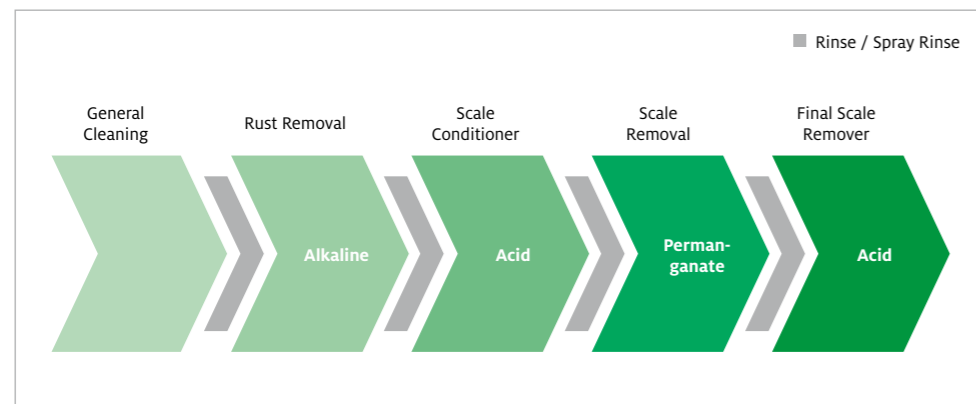 Rinse / Spray Rinse
General
Cleaning
Rust Removal
Scale
Conditioner
Scale
Removal
Final Scale
Remover
Alkaline
Acid
Perman-
ganate
Acid